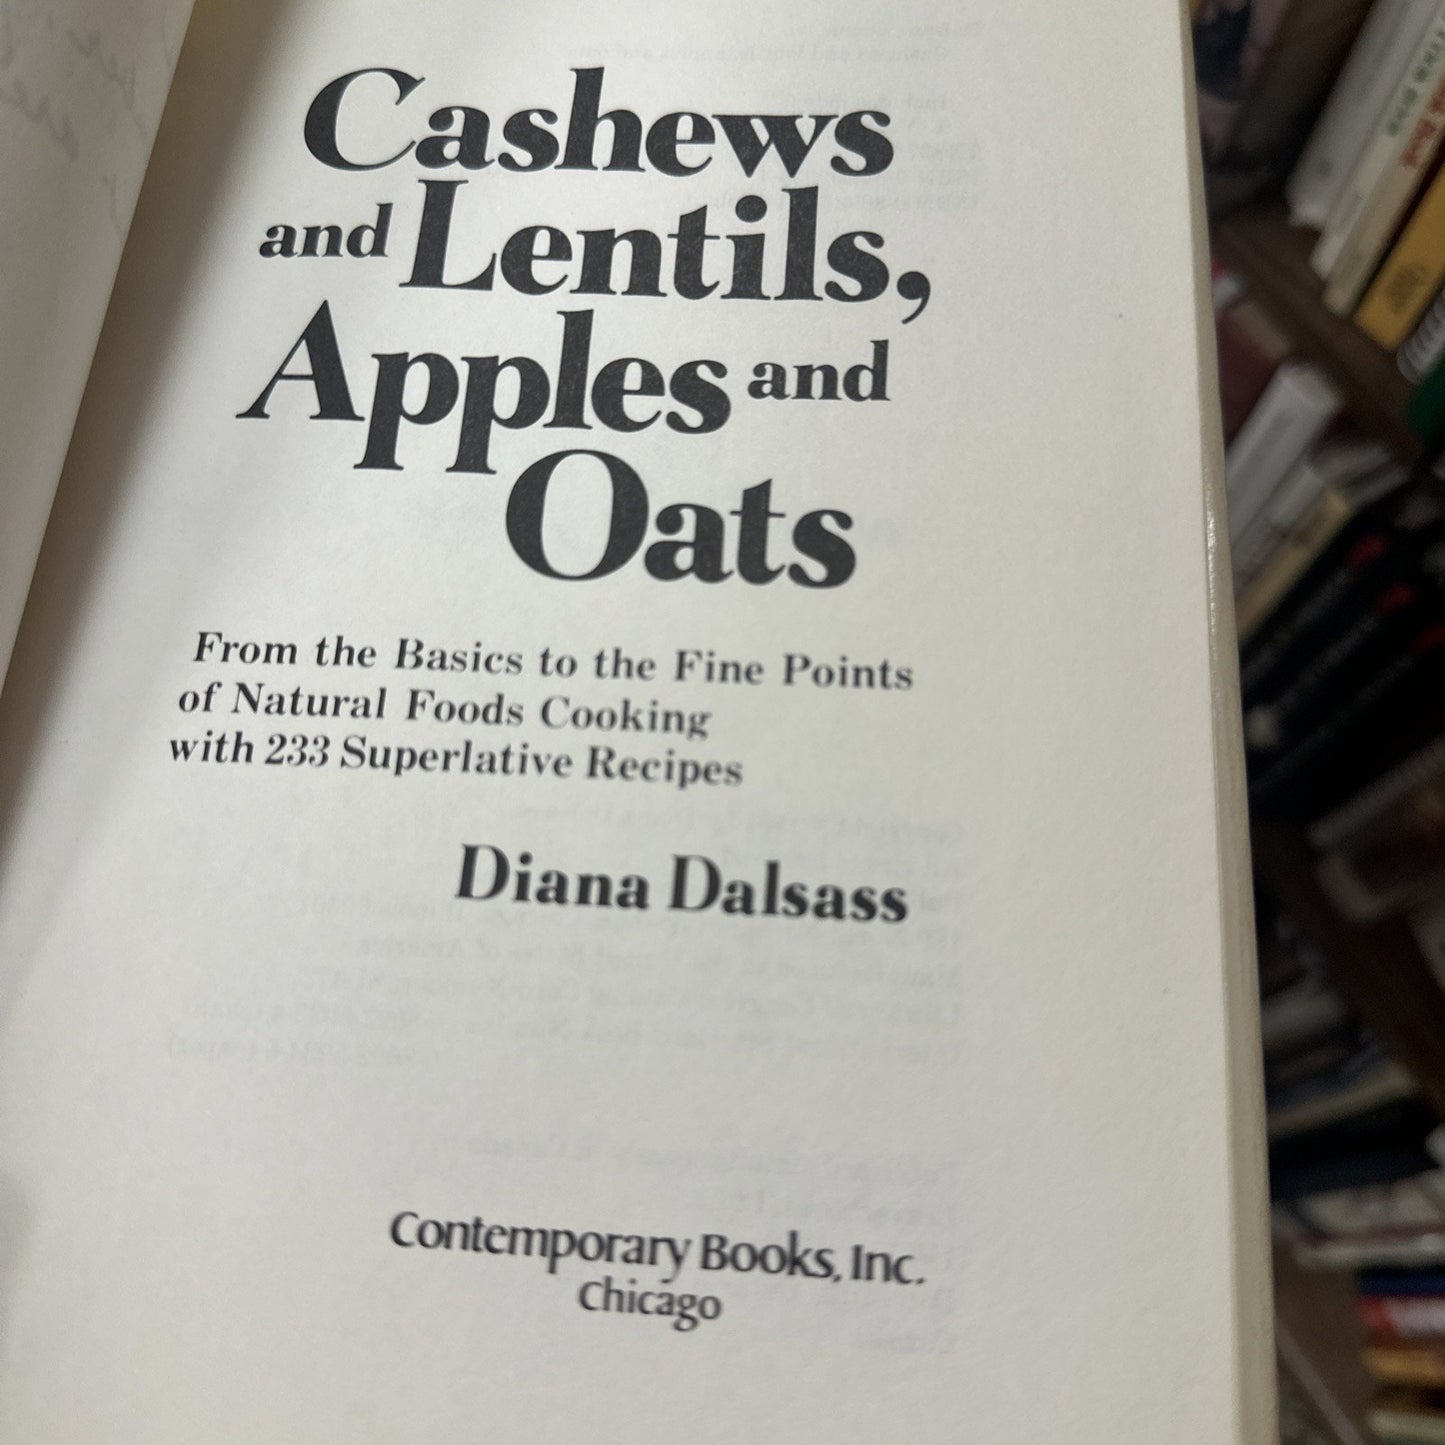 Cashews
and Lentils,
Apples and
Oats
From the Basics to the Fine Points
of Natural Foods Cooking
with 233 Superlative Recipes
Diana Dalsass
Contemporary Books, Inc.
Chicago